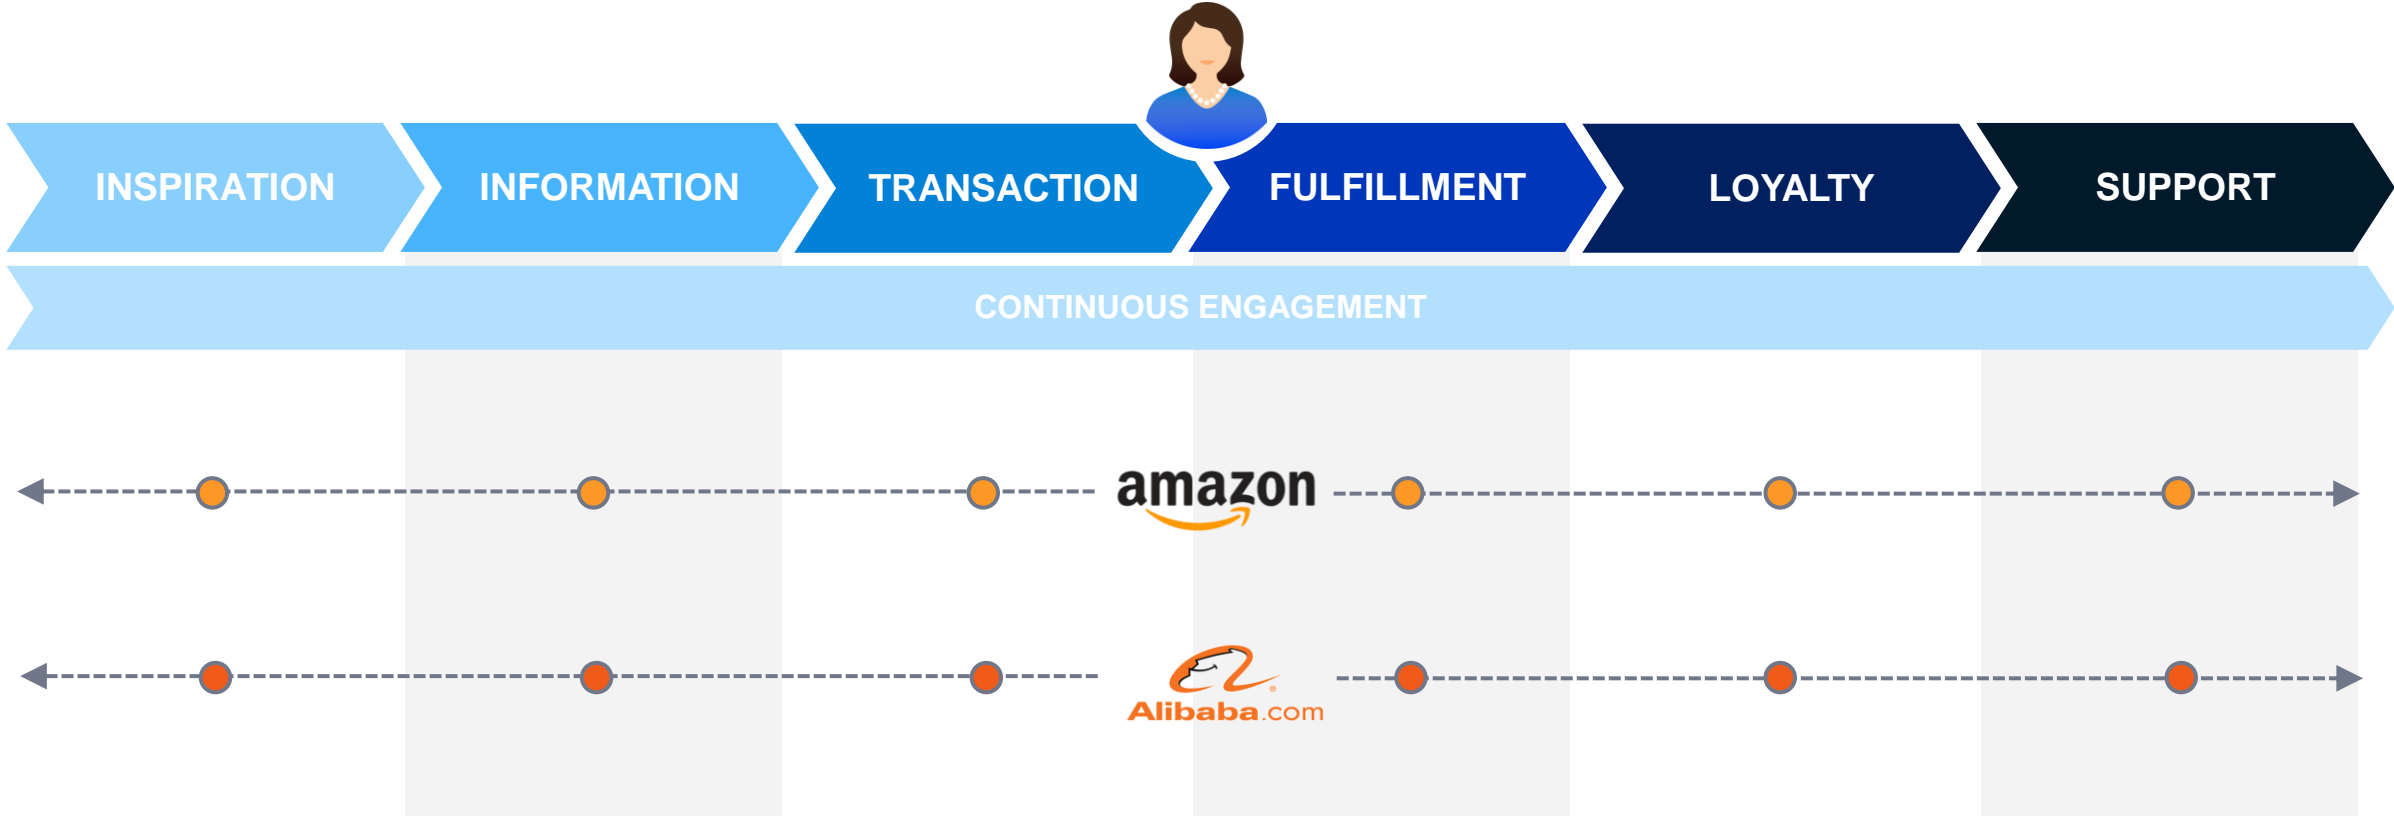 INSPIRATION
INFORMATION
TRANSACTION
FULFILLMENT
LOYALTY
SUPPORT
CONTINUOUS ENGAGEMENT
amazon
Alibaba.com